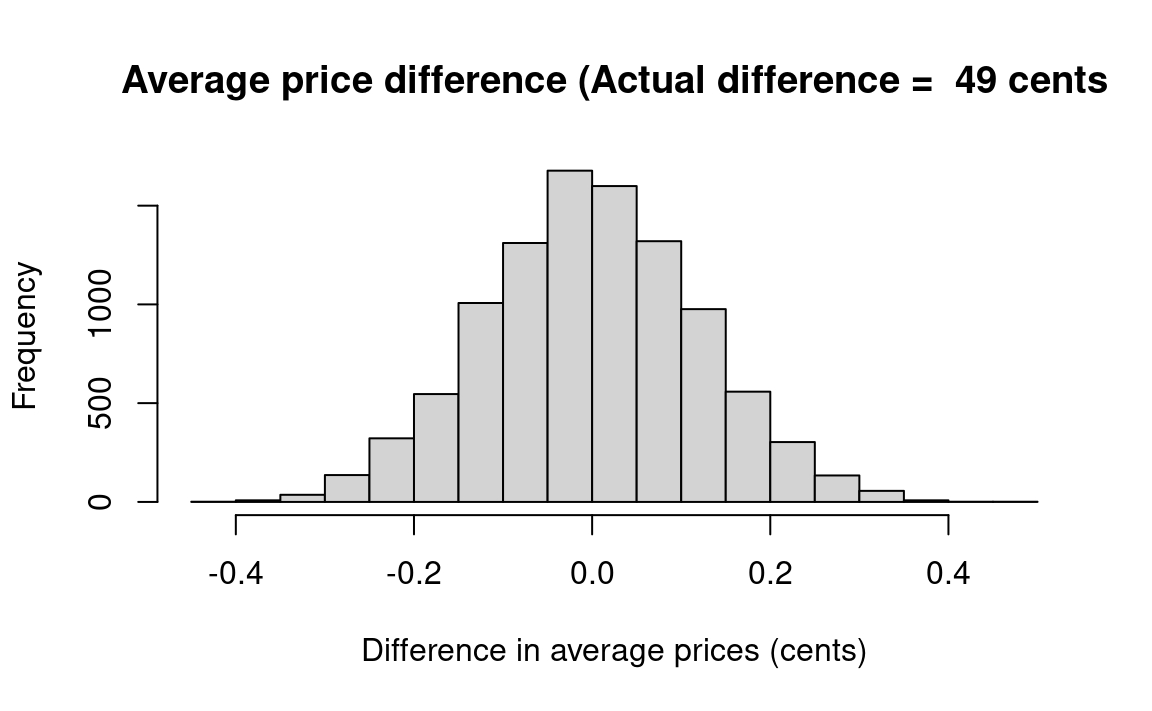 Average price difference (Actual difference =  49 cents
Frequency
1000
500
0
-0.4
-0.2
0.0
0.2
0.4
Difference in average prices (cents)